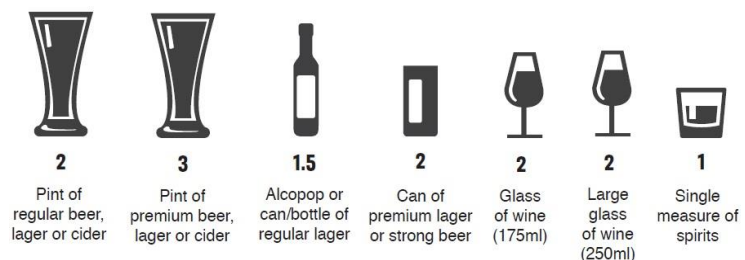 2
Pint of
regular beer,
lager or cider
3
Pint of
premium beer,
lager or cider
1.5
Alcopop or
can/bottle of
regular lager
2
Can of
premium lager
or strong beer
2
Glass
of wine
(175ml)
2
Large
glass
of wine
(250ml)
1
Single
measure of
spirits